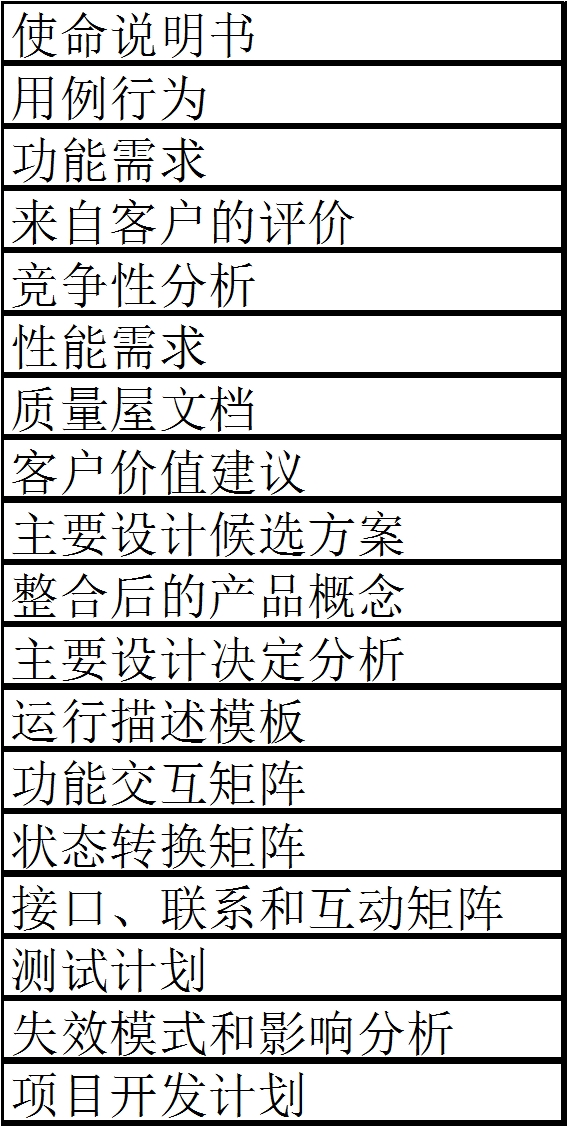 使命说明书
用例行为
功能需求
来自客户的评价
竞争性分析
性能需求
质量屋文档
客户价值建议
主要设计候选方案
整合后的产品概念
主要设计决定分析
运行描述模板
功能交互矩阵
状态转换矩阵
接口、联系和互动矩阵
测试计划
失效模式和影响分析
项目开发计划